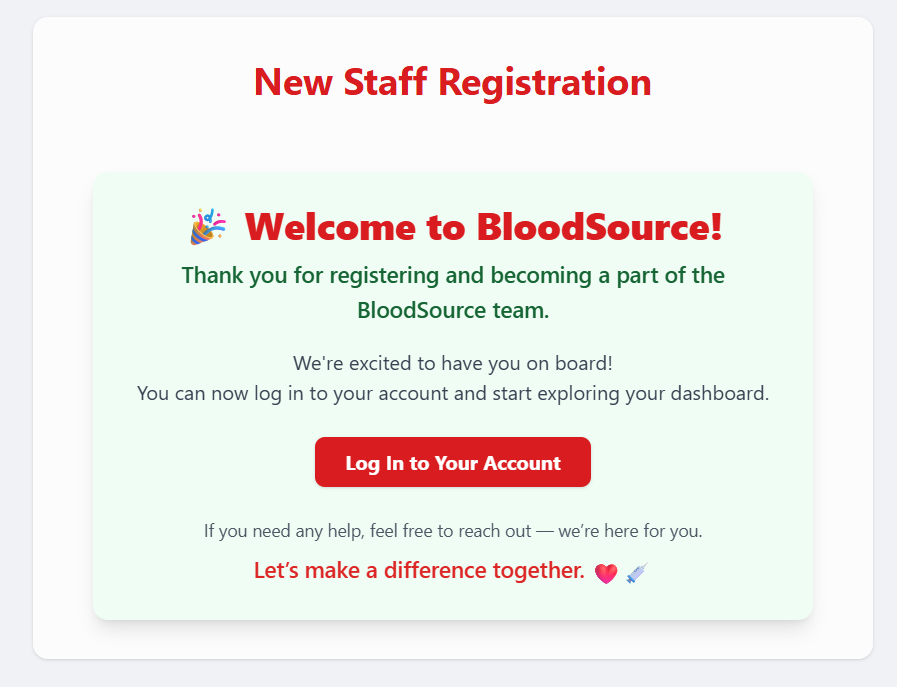 New Staff Registration
🎉 Welcome to BloodSource!
Thank you for registering and becoming a part of the
BloodSource team.
We're excited to have you on board!
You can now log in to your account and start exploring your dashboard.
Log In to Your Account
If you need any help, feel free to reach out — we’re here for you.
Let’s make a difference together. ❤️ 💉